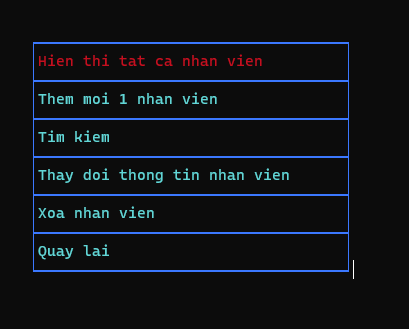 Hien thi tat ca nhan vien
Them moi 1 nhan vien
Tim kiem
Thay doi thong tin nhan vien
Xoa nhan vien
Quay lai